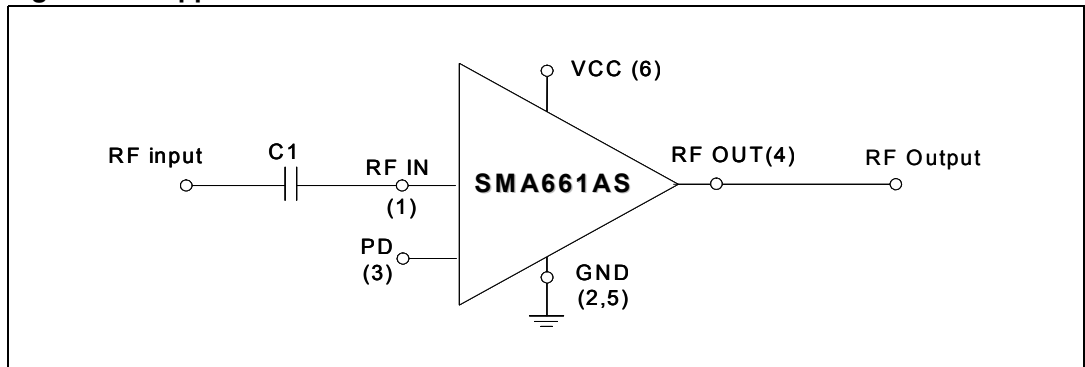 VCC (6)
RF input
C1
RF IN
(1)
SMA661AS
RF OUT(4)
RF Output
PD
(3)
GND
(2,5)